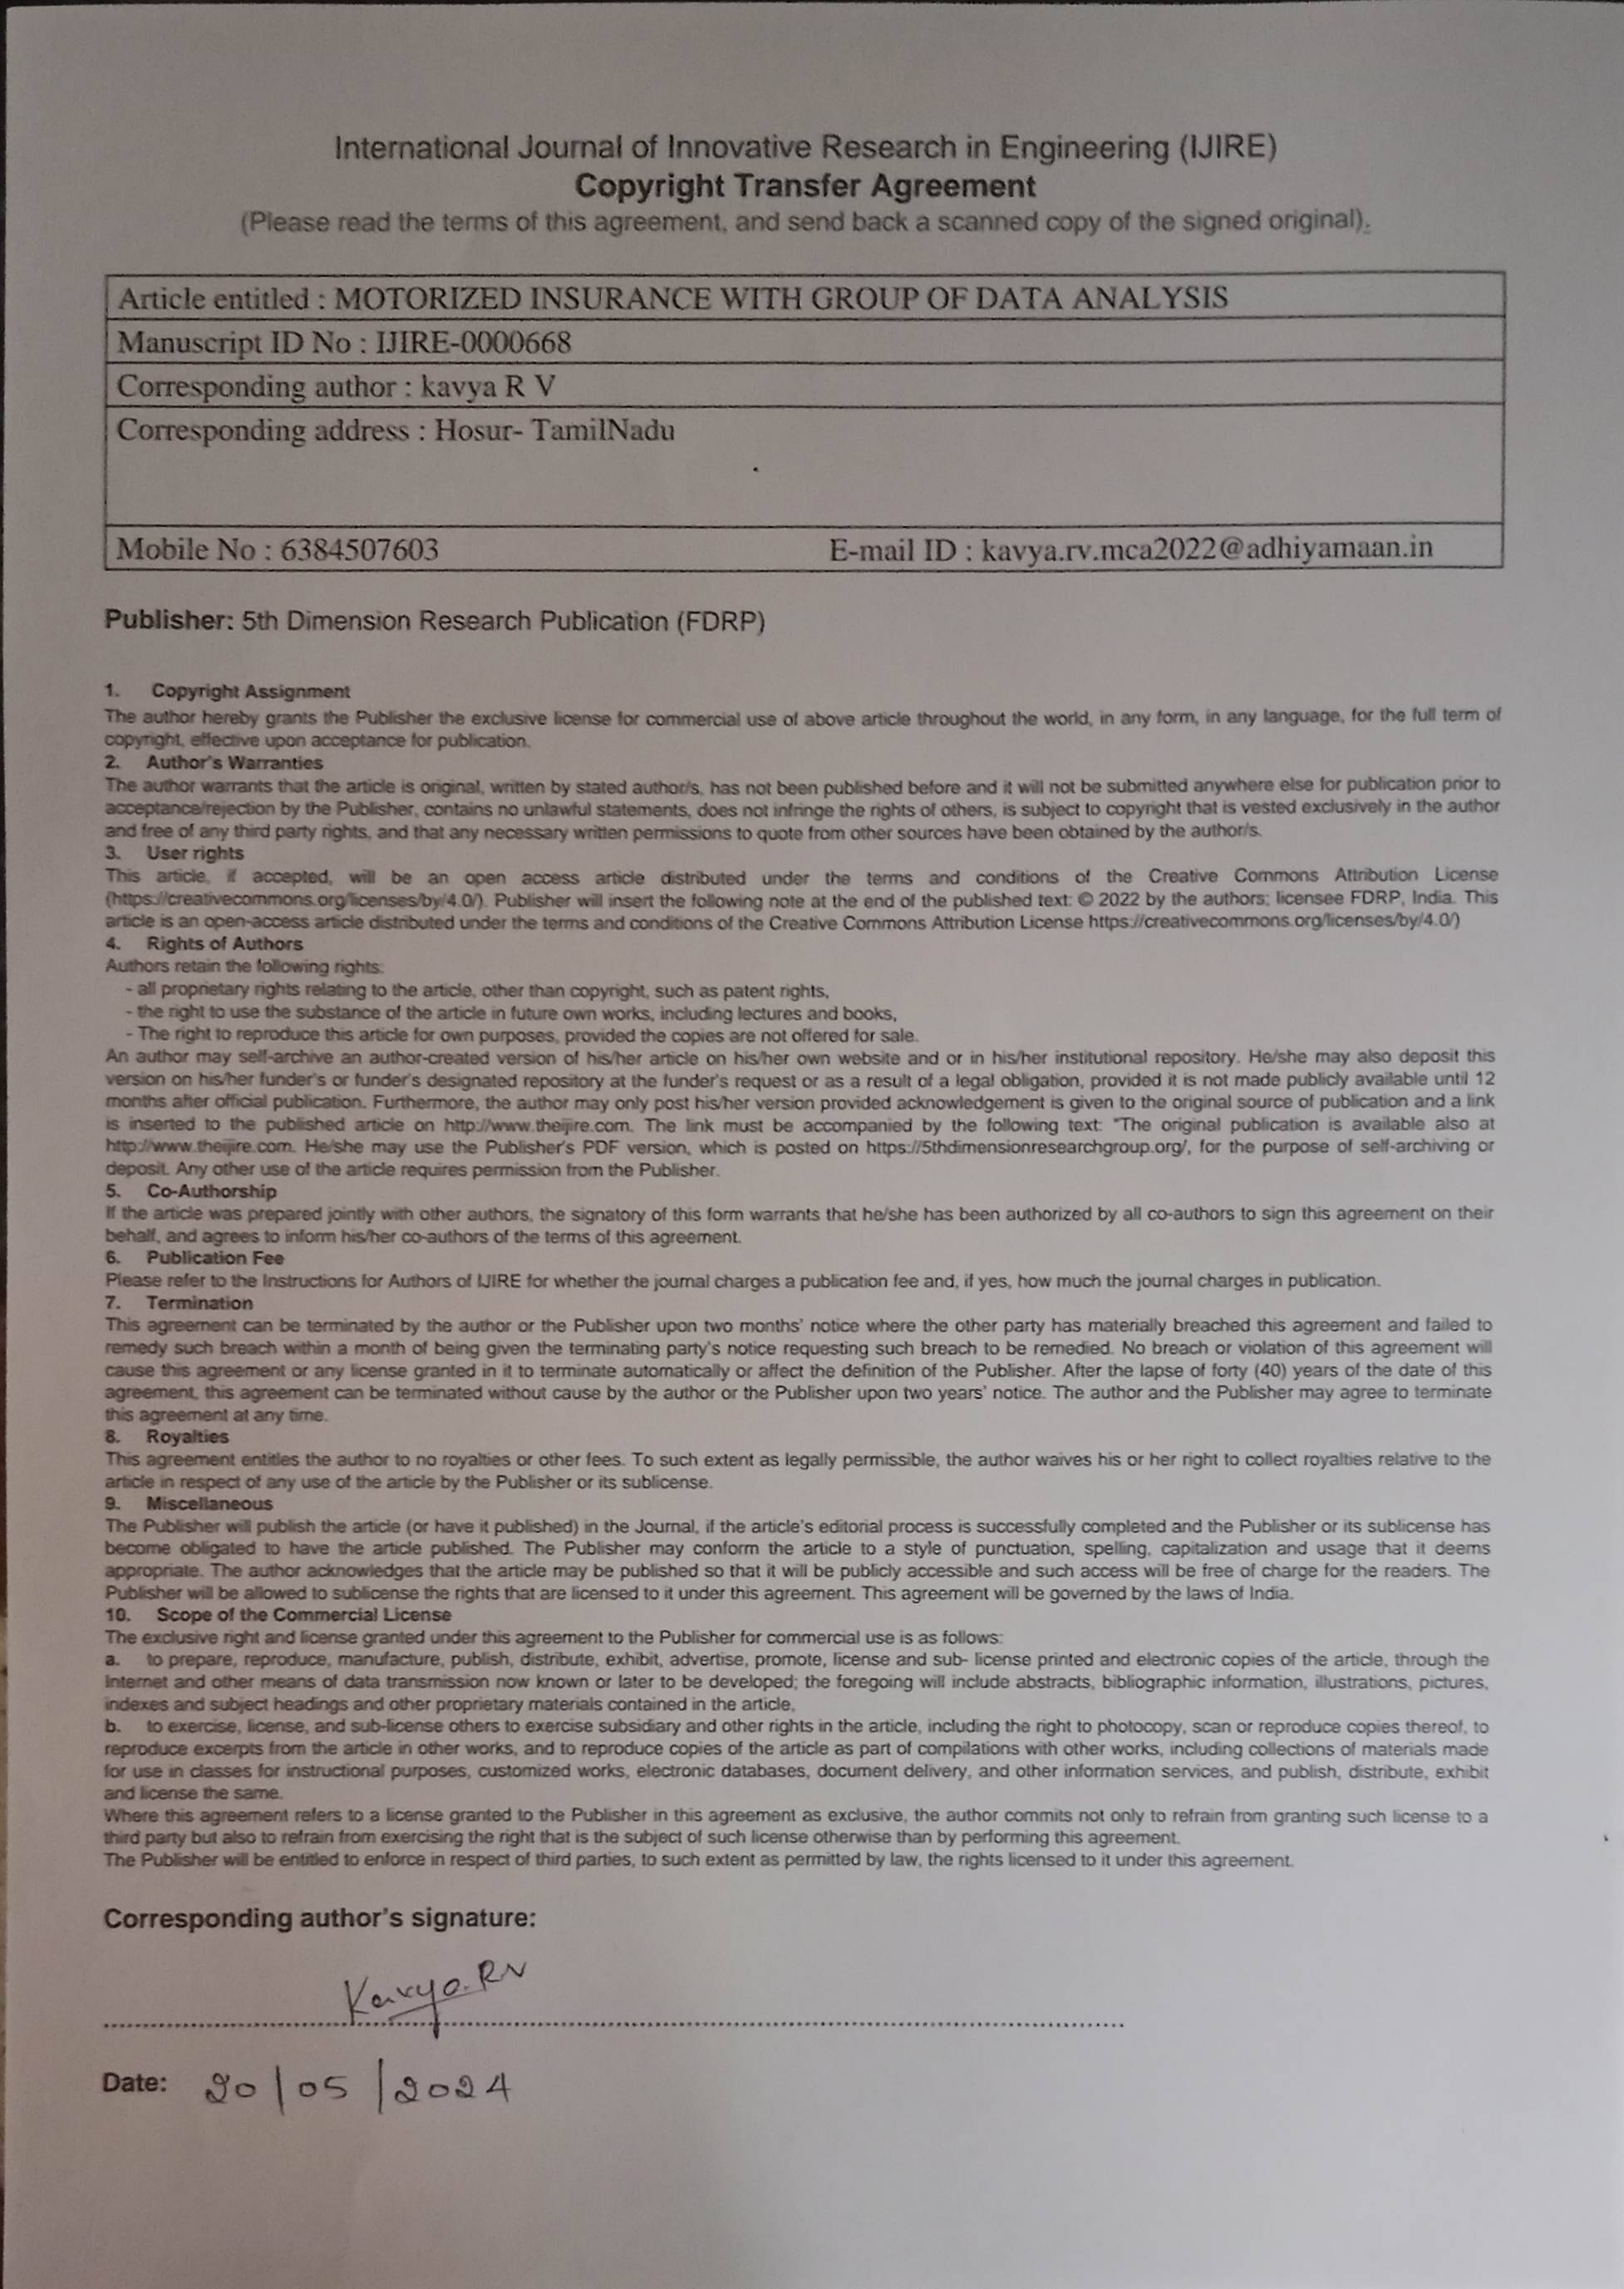 International Journal of Innovative Research in Engineering (IJIRE)
Copyright Transfer Agreement
(Please read the terms of this agreement, and send back a scanned copy of the signed original).
Article entitled : MOTORIZED INSURANCE WITH GROUP OF DATA ANALYSIS
Manuscript ID No : IJIRE-0000668
Corresponding author : kavya R V
Corresponding address : Hosur- TamilNadu
Mobile No : 6384507603 E-mail ID : kavya.rv.mca2022@adhiyamaan.in
Publisher: 5th Dimension Research Publication (FDRP)
1. Copyright Assignment
The author hereby grants the Publisher the exclusive license for commercial use of above article throughout the world, in any form, in any language, for the full term of
copyright, effective upon acceptance for publication.
2. Author's Warranties
The author warrants that the article is original, written by stated author/s, has not been published before and it will not be submitted anywhere else for publication prior to
acceptance/rejection by the Publisher, contains no unlawful statements, does not infringe the rights of others, is subject to copyright that is vested exclusively in the author
and free of any third party rights, and that any necessary written permissions to quote from other sources have been obtained by the author/s.
3. User rights
This article, if accepted, will be an open access article distributed under the terms and conditions of the Creative Commons Attribution License
(https://creativecommons.org/licenses/by/4.0/). Publisher will insert the following note at the end of the published text: © 2022 by the authors; licensee FDRP, India. This
article is an open-access article distributed under the terms and conditions of the Creative Commons Attribution License https://creativecommons.org/licenses/by/4.0/)
4. Rights of Authors
Authors retain the following rights:
- all proprietary rights relating to the article, other than copyright, such as patent rights,
- the right to use the substance of the article in future own works, including lectures and books,
- The right to reproduce this article for own purposes, provided the copies are not offered for sale.
An author may self-archive an author-created version of his/her article on his/her own website and or in his/her institutional repository. He/she may also deposit this
version on his/her funder's or funder's designated repository at the funder's request or as a result of a legal obligation, provided it is not made publicly available until 12
months after official publication. Furthermore, the author may only post his/her version provided acknowledgement is given to the original source of publication and a link
is inserted to the published article on http://www.theijire.com. The link must be accompanied by the following text: "The original publication is available also at
http://www.theijire.com. He/she may use the Publisher's PDF version, which is posted on https://5thdimensionresearchgroup.org/, for the purpose of self-archiving or
deposit. Any other use of the article requires permission from the Publisher.
5. Co-Authorship
If the article was prepared jointly with other authors, the signatory of this form warrants that he/she has been authorized by all co-authors to sign this agreement on their
behalf, and agrees to inform his/her co-authors of the terms of this agreement.
6. Publication Fee
Please refer to the Instructions for Authors of IJIRE for whether the journal charges a publication fee and, if yes, how much the journal charges in publication.
7. Termination
This agreement can be terminated by the author or the Publisher upon two months' notice where the other party has materially breached this agreement and failed to
remedy such breach within a month of being given the terminating party's notice requesting such breach to be remedied. No breach or violation of this agreement will
cause this agreement or any license granted in it to terminate automatically or affect the definition of the Publisher. After the lapse of forty (40) years of the date of this
agreement, this agreement can be terminated without cause by the author or the Publisher upon two years' notice. The author and the Publisher may agree to terminate
this agreement at any time.
8. Royalties
This agreement entitles the author to no royalties or other fees. To such extent as legally permissible, the author waives his or her right to collect royalties relative to the
article in respect of any use of the article by the Publisher or its sublicense.
9. Miscellaneous
The Publisher will publish the article (or have it published) in the Journal, if the article's editorial process is successfully completed and the Publisher or its sublicense has
become obligated to have the article published. The Publisher may conform the article to a style of punctuation, spelling, capitalization and usage that it deems
appropriate. The author acknowledges that the article may be published so that it will be publicly accessible and such access will be free of charge for the readers. The
Publisher will be allowed to sublicense the rights that are licensed to it under this agreement. This agreement will be governed by the laws of India.
10. Scope of the Commercial License
The exclusive right and license granted under this agreement to the Publisher for commercial use is as follows:
a. to prepare, reproduce, manufacture, publish, distribute, exhibit, advertise, promote, license and sub- license printed and electronic copies of the article, through the
Internet and other means of data transmission now known or later to be developed; the foregoing will include abstracts, bibliographic information, illustrations, pictures,
indexes and subject headings and other proprietary materials contained in the article,
b. to exercise, license, and sub-license others to exercise subsidiary and other rights in the article, including the right to photocopy, scan or reproduce copies thereof, to
reproduce excerpts from the article in other works, and to reproduce copies of the article as part of compilations with other works, including collections of materials made
for use in classes for instructional purposes, customized works, electronic databases, document delivery, and other information services, and publish, distribute, exhibit
and license the same.
Where this agreement refers to a license granted to the Publisher in this agreement as exclusive, the author commits not only to refrain from granting such license to a
third party but also to refrain from exercising the right that is the subject of such license otherwise than by performing this agreement.
The Publisher will be entitled to enforce in respect of third parties, to such extent as permitted by law, the rights licensed to it under this agreement.
Corresponding author's signature:
Kavya.RV
Date: 20/05/2024